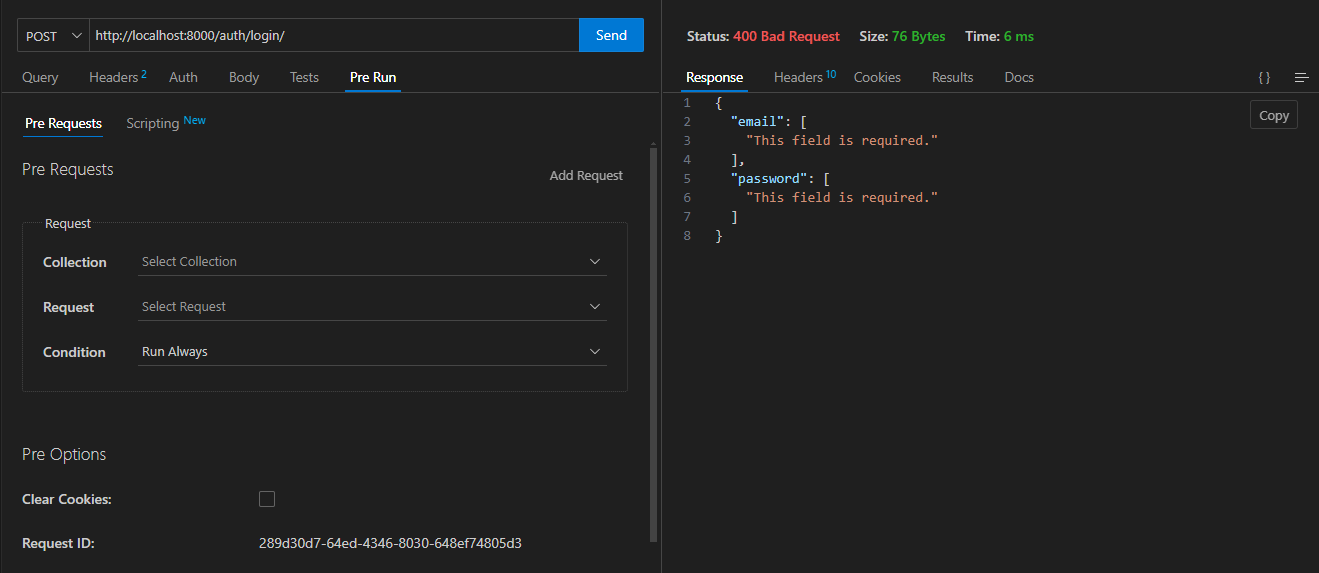 POST http://localhost:8000/auth/login/ Send
Query Headers 2 Auth Body Tests Pre Run
Pre Requests Scripting New
Pre Requests
Add Request
Request
Collection Select Collection
Request Select Request
Condition Run Always
Pre Options
Clear Cookies:
Request ID: 289d30d7-64ed-4346-8030-648ef74805d3
Status: 400 Bad Request Size: 76 Bytes Time: 6 ms
Response Headers 10 Cookies Results Docs { }
Copy
1 {
2 "email": [
3 "This field is required."
4 ],
5 "password": [
6 "This field is required."
7 ]
8 }